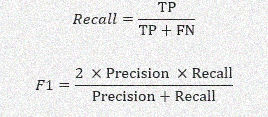 Recall = TP / TP + FN
F1 = 2 × Precision × Recall / Precision + Recall